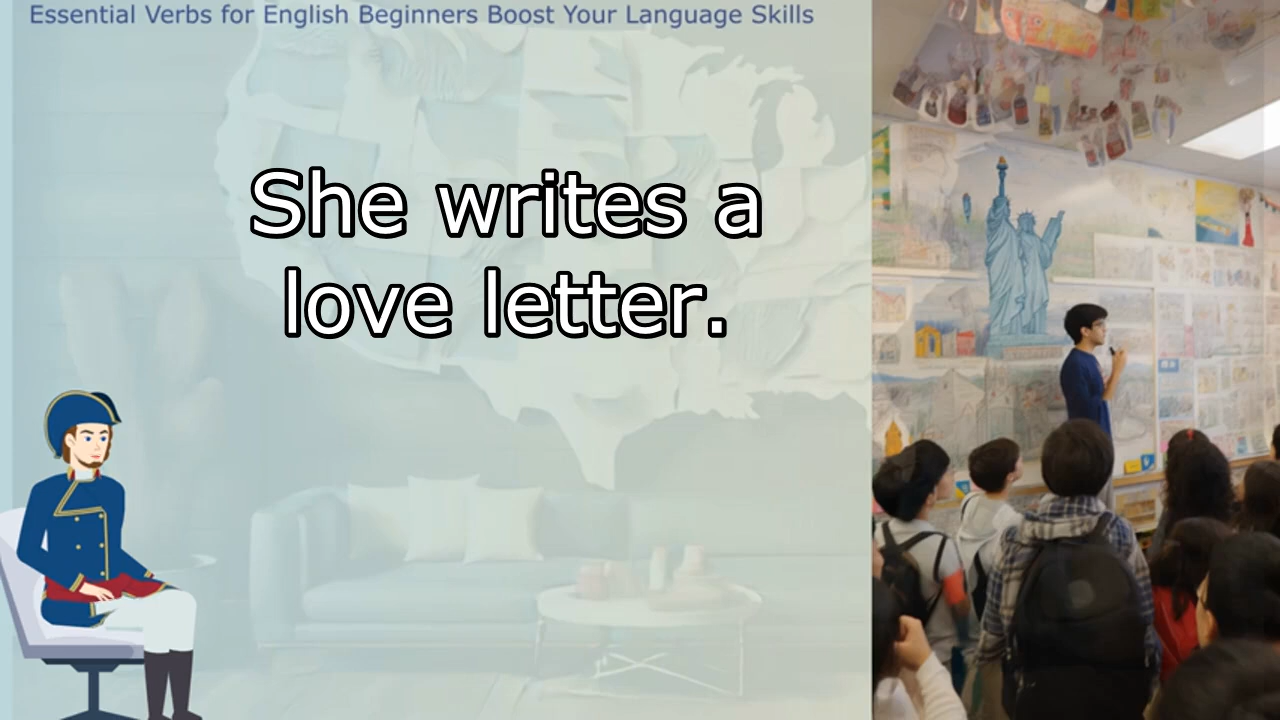 Essential Verbs for English Beginners Boost Your Language Skills
She writes a
love letter.